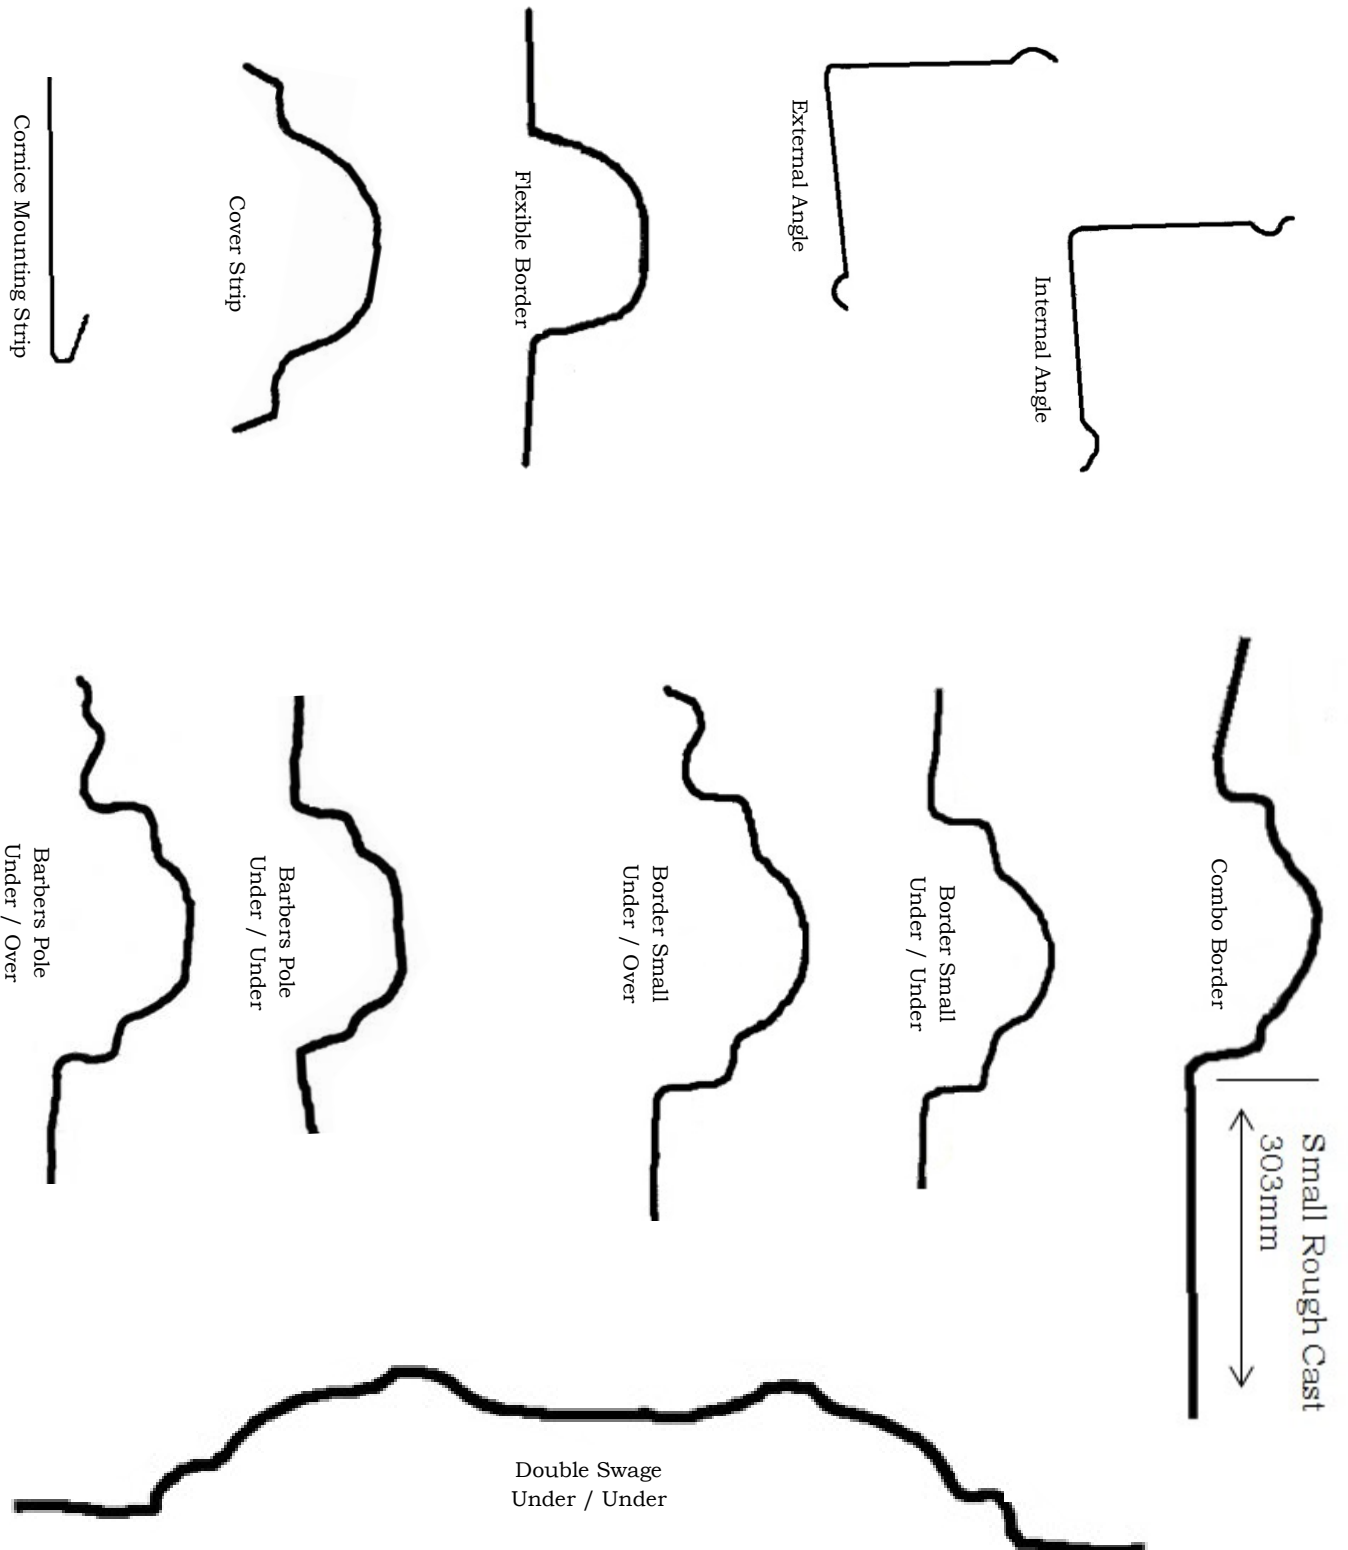 External Angle
Internal Angle
Flexible Border
Cover Strip
Cornice Mounting Strip
Combo Border
Small Rough Cast
303mm
Border Small
Under / Under
Border Small
Under / Over
Barbers Pole
Under / Under
Barbers Pole
Under / Over
Double Swage
Under / Under